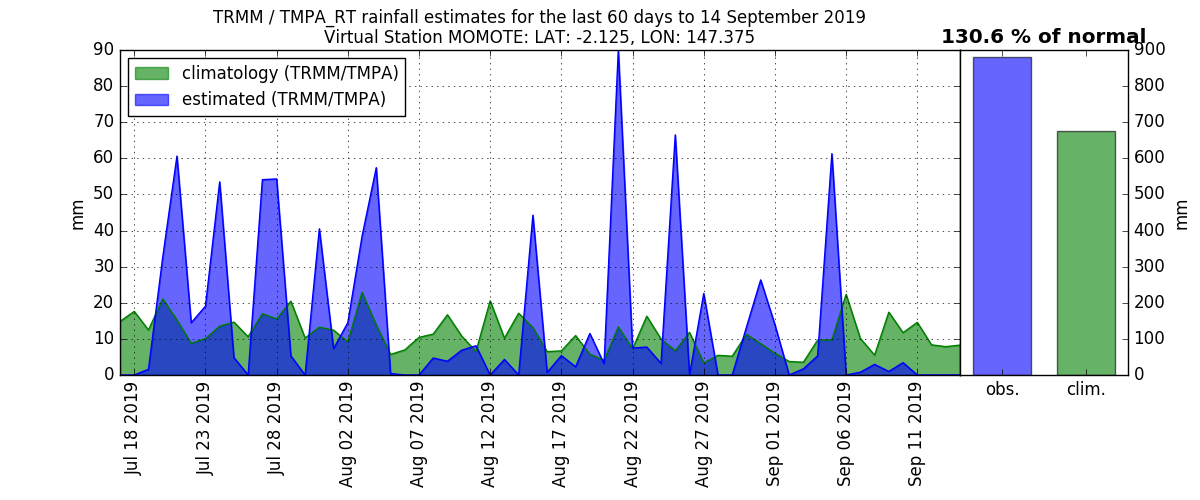 TRMM / TMPA_RT rainfall estimates for the last 60 days to 14 September 2019
Virtual Station MOMOTE: LAT: -2.125, LON: 147.375
130.6 % of normal
climatology (TRMM/TMPA)
estimated (TRMM/TMPA)
90
80
70
60
50
40
30
20
10
0
mm
Jul 18 2019
Jul 23 2019
Jul 28 2019
Aug 02 2019
Aug 07 2019
Aug 12 2019
Aug 17 2019
Aug 22 2019
Aug 27 2019
Sep 01 2019
Sep 06 2019
Sep 11 2019
obs.
clim.
900
800
700
600
500
400
300
200
100
0
mm